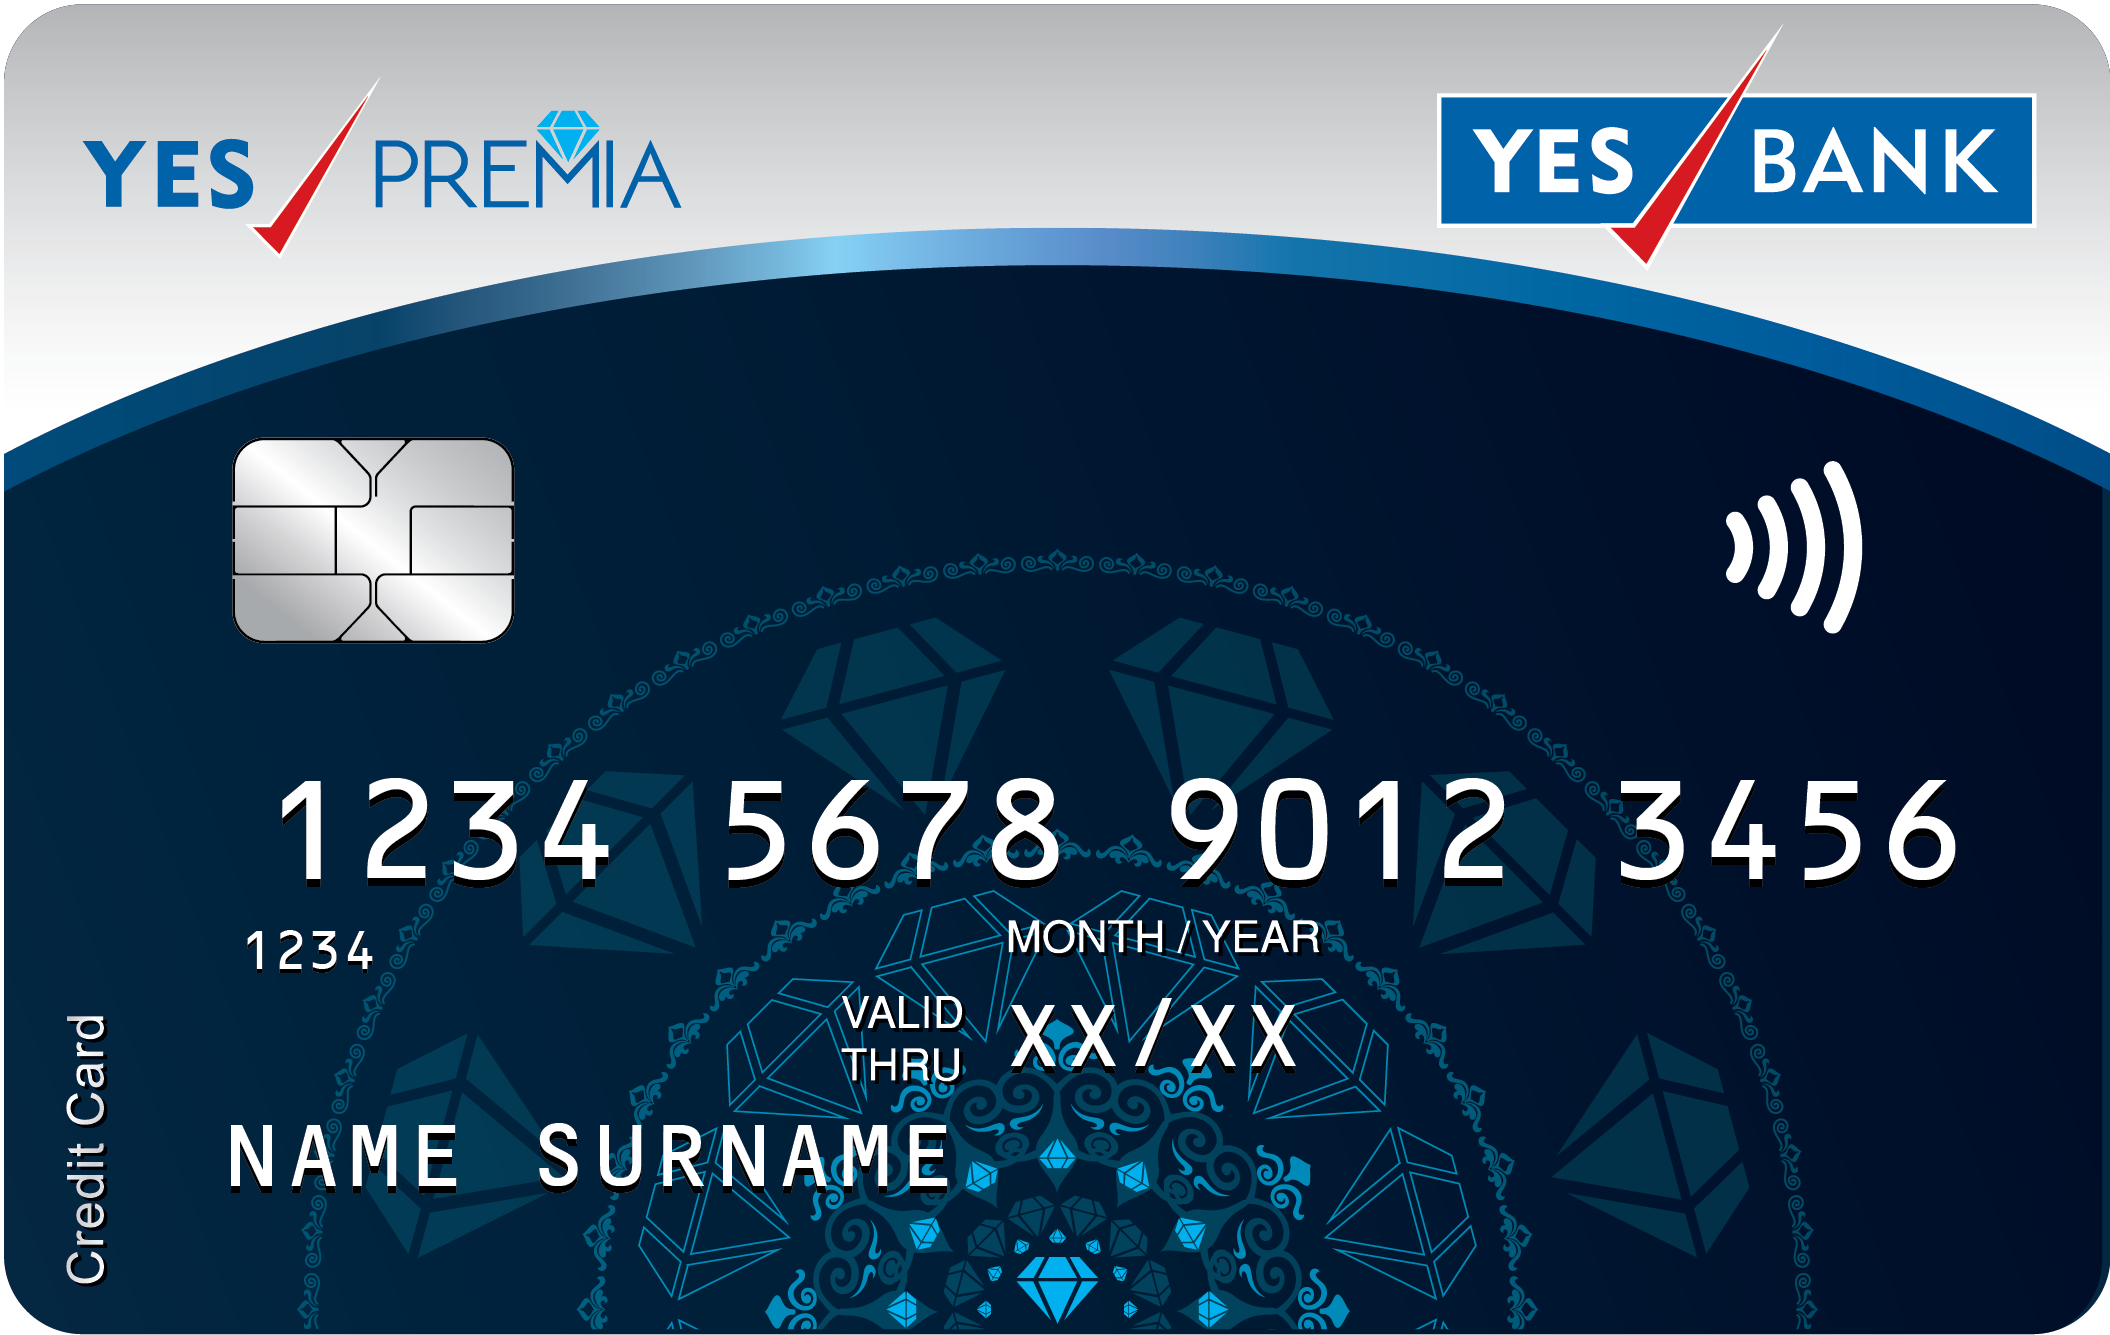 YES PREMIA
YES BANK
1234 5678 9012 3456
1234
MONTH / YEAR
VALID THRU
XX/XX
NAME SURNAME
Credit Card